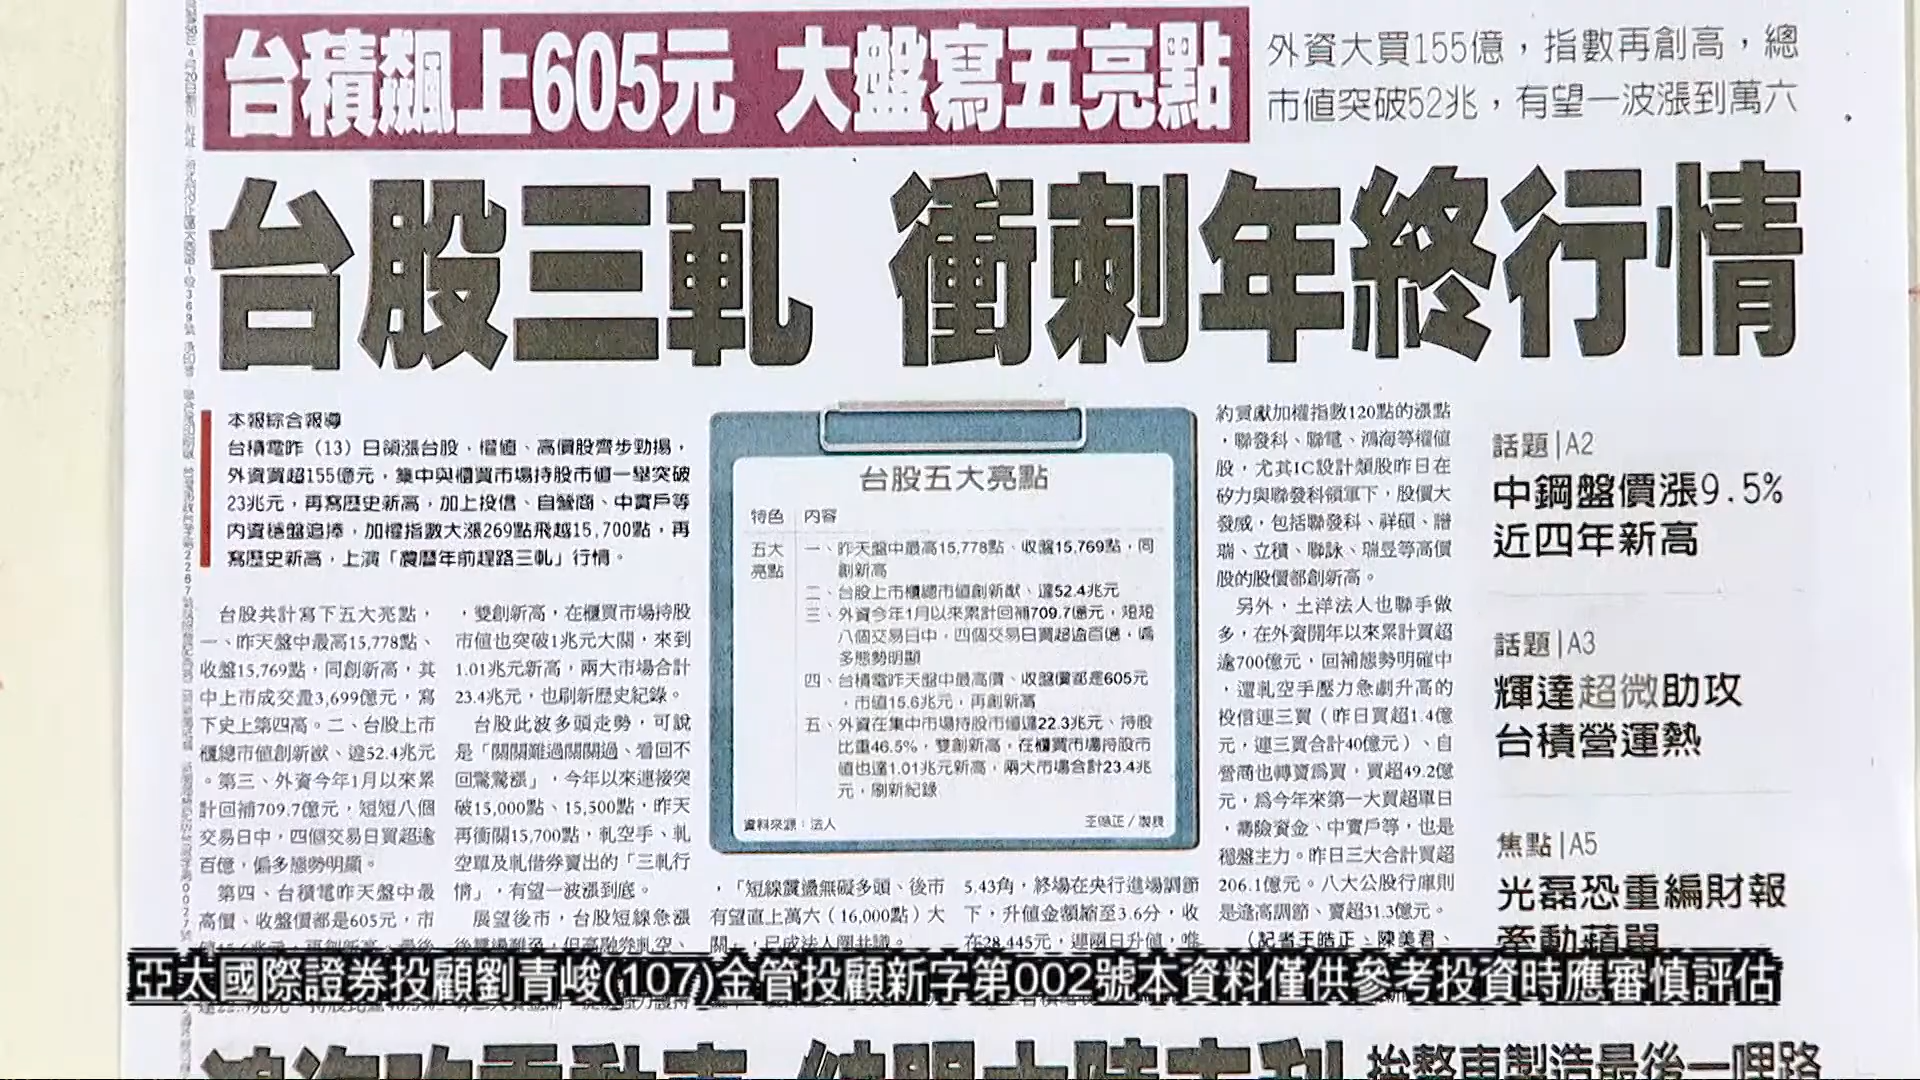 台積飆上605元 大盤寫五亮點
外資大買155億，指數再創高，總
市值突破52兆，有望一波漲到萬六
台股三軋 衝刺年終行情
本報綜合報導
台積電昨（13）日領漲台股，權值、高價股齊步勁揚，
外資買超155億元，集中與櫃買市場持股市值一舉突破
23兆元，再寫歷史新高，加上投信、自營商、中實戶等
內資穩盤追捧，加權指數大漲269點飛越15,700點，再
寫歷史新高，上演「農曆年前趕路三軋」行情。
台股共計寫下五大亮點，
一、昨天盤中最高15,778點、
收盤15,769點，同創新高，其
中上市成交量3,699億元，寫
下史上第四高。二、台股上市
櫃總市值創新猷、達52.4兆元
。第三、外資今年1月以來累
計回補709.7億元，短短八個
交易日中，四個交易日買超逾
百億，偏多態勢明顯。
第四、台積電昨天盤中最
高價、收盤價都是605元，市
，雙創新高，在櫃買市場持股
市值也突破1兆元大關，來到
1.01兆元新高，兩大市場合計
23.4兆元，也刷新歷史紀錄。
台股此波多頭走勢，可說
是「關關難過關關過、看回不
回驚驚漲」，今年以來連接突
破15,000點、15,500點，昨天
再衝關15,700點，軋空手、軋
空單及軋借券賣出的「三軋行
情」，有望一波漲到底。
展望後市，台股短線急漲
台股五大亮點
特色 內容
五大亮點
一、昨天盤中最高15,778點、收盤15,769點，同
創新高
二、台股上市櫃總市值創新猷、達52.4兆元
三、外資今年1月以來累計回補709.7億元，短短
八個交易日中，四個交易日買超逾百億，偏
多態勢明顯
四、台積電昨天盤中最高價、收盤價都是605元
，市值15.6兆元，再創新高
五、外資在集中市場持股市值達22.3兆元、持股
比重46.5%，雙創新高，在櫃買市場持股市
值也達1.01兆元新高，兩大市場合計23.4兆
元，刷新紀錄
資料來源：法人 王皓正／製表
，「短線震盪無礙多頭、後市
有望直上萬六（16,000點）大
關」，已成法人圈共識。
5.43角，終場在央行進場調節
下，升值金額縮至3.6分，收
在28.445元，連兩日升值，惟
約貢獻加權指數120點的漲點
，聯發科、聯電、鴻海等權值
股，尤其IC設計類股昨日在
矽力與聯發科領軍下，股價大
發威，包括聯發科、祥碩、譜
瑞、立積、聯詠、瑞昱等高價
股的股價都創新高。
另外，土洋法人也聯手做
多，在外資開年以來累計買超
逾700億元，回補態勢明確中
，還軋空手壓力急劇升高的
投信連三買（昨日買超1.4億
元，連三買合計40億元）、自
營商也轉賣為買，買超49.2億
元，為今年來第一大買超單日
，壽險資金、中實戶等，也是
穩盤主力。昨日三大合計買超
206.1億元。八大公股行庫則
是逢高調節、賣超31.3億元。
（記者王皓正、陳美君、
話題|A2
中鋼盤價漲9.5%
近四年新高
話題|A3
輝達超微助攻
台積營運熱
焦點|A5
光磊恐重編財報
牽動蘋單
亞太國際證券投顧劉青峻(107)金管投顧新字第002號本資料僅供參考投資時應審慎評估
搶整車製造最後一哩路